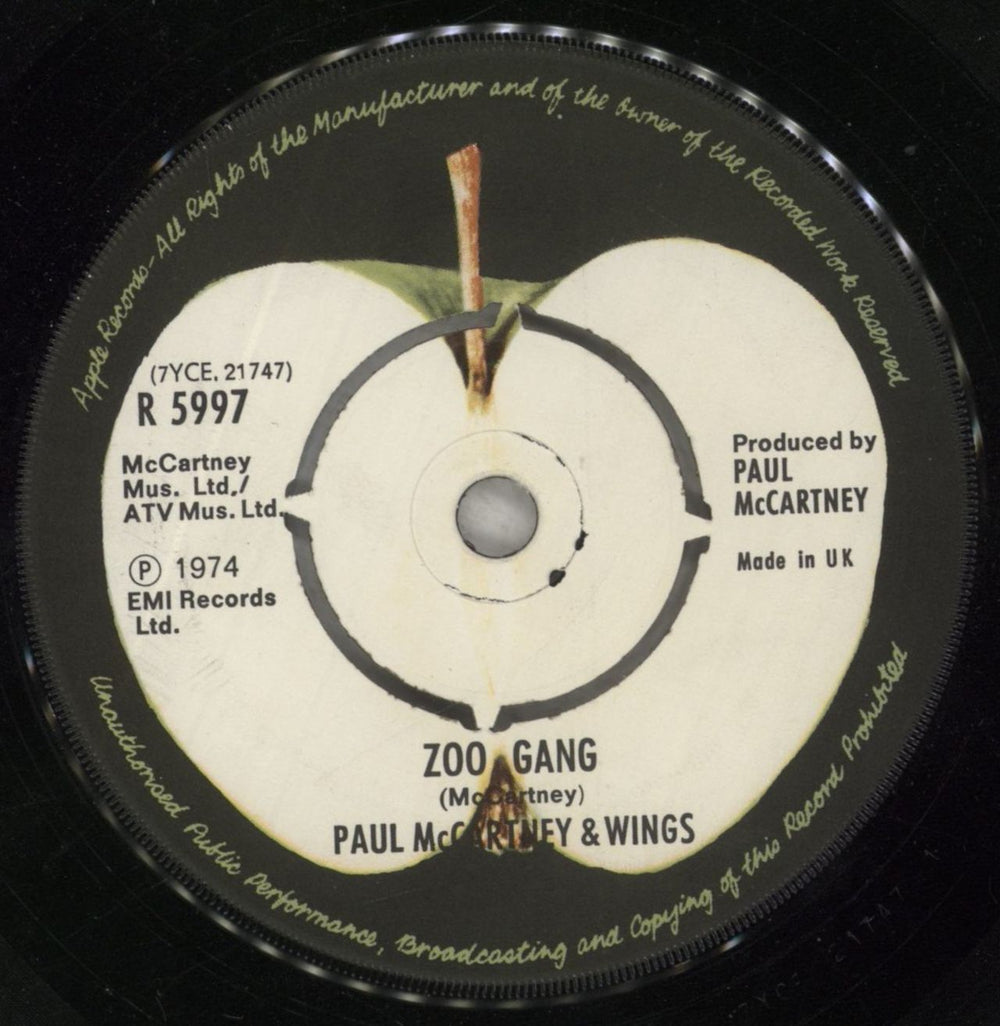 Apple Records - All Rights of the Manufacturer and of the Owner of the Recorded Work Reserved
(7YCE. 21747)
R 5997
McCartney
Mus. Ltd./
ATV Mus. Ltd.
Ⓟ 1974
EMI Records
Ltd.
Produced by
PAUL
McCARTNEY
Made in UK
ZOO GANG
(McCartney)
PAUL McCARTNEY & WINGS
Unauthorised Public Performance, Broadcasting and Copying of this Record Prohibited